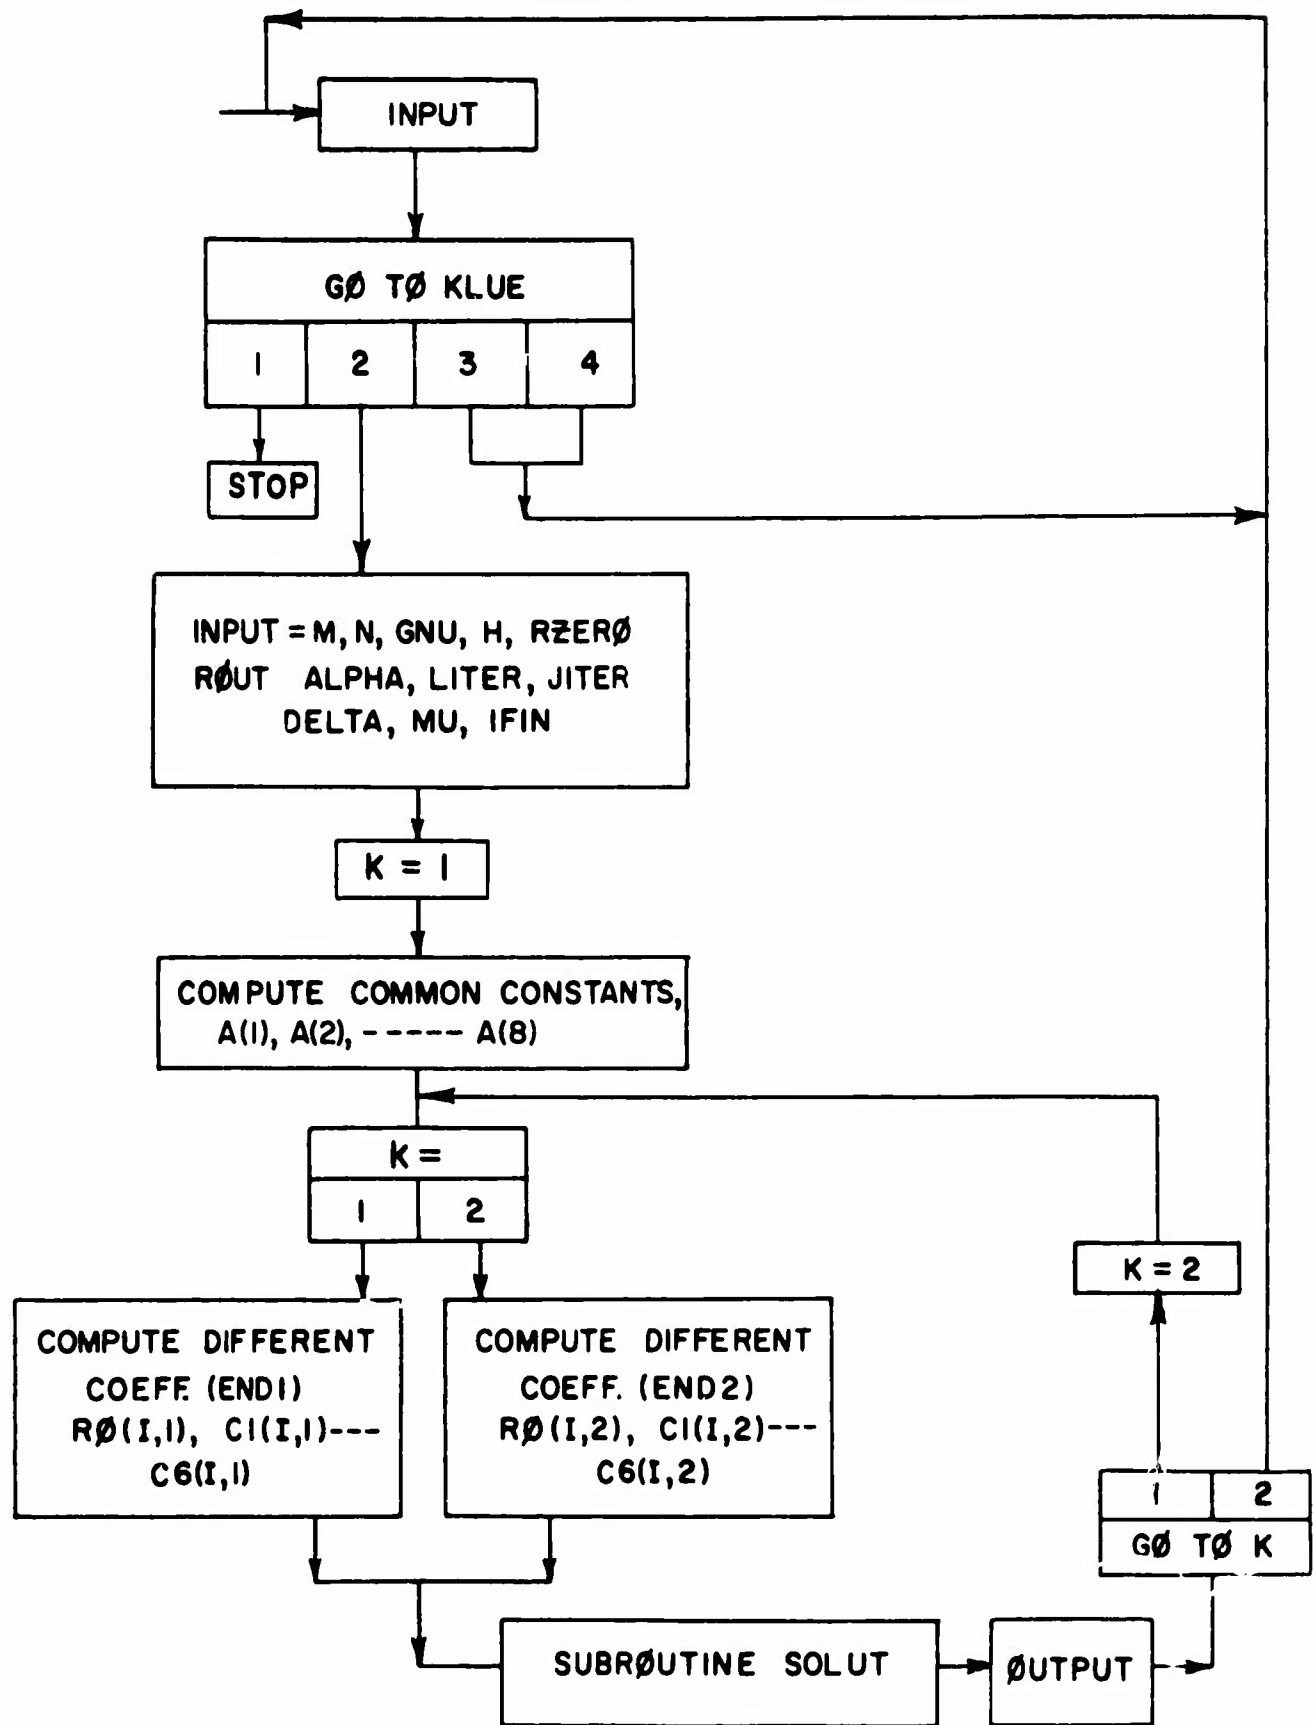 INPUT
GØ TØ KLUE
1 2 3 4
STOP
INPUT = M, N, GNU, H, RZERØ
RØUT ALPHA, LITER, JITER
DELTA, MU, IFIN
K = 1
COMPUTE COMMON CONSTANTS,
A(1), A(2), ----- A(8)
K =
1 2
K = 2
COMPUTE DIFFERENT
COEFF. (END1)
RØ(I,1), C1(I,1)---
C6(I,1)
COMPUTE DIFFERENT
COEFF. (END2)
RØ(I,2), C1(I,2)---
C6(I,2)
1 2
GØ TØ K
SUBRØUTINE SOLUT
ØUTPUT